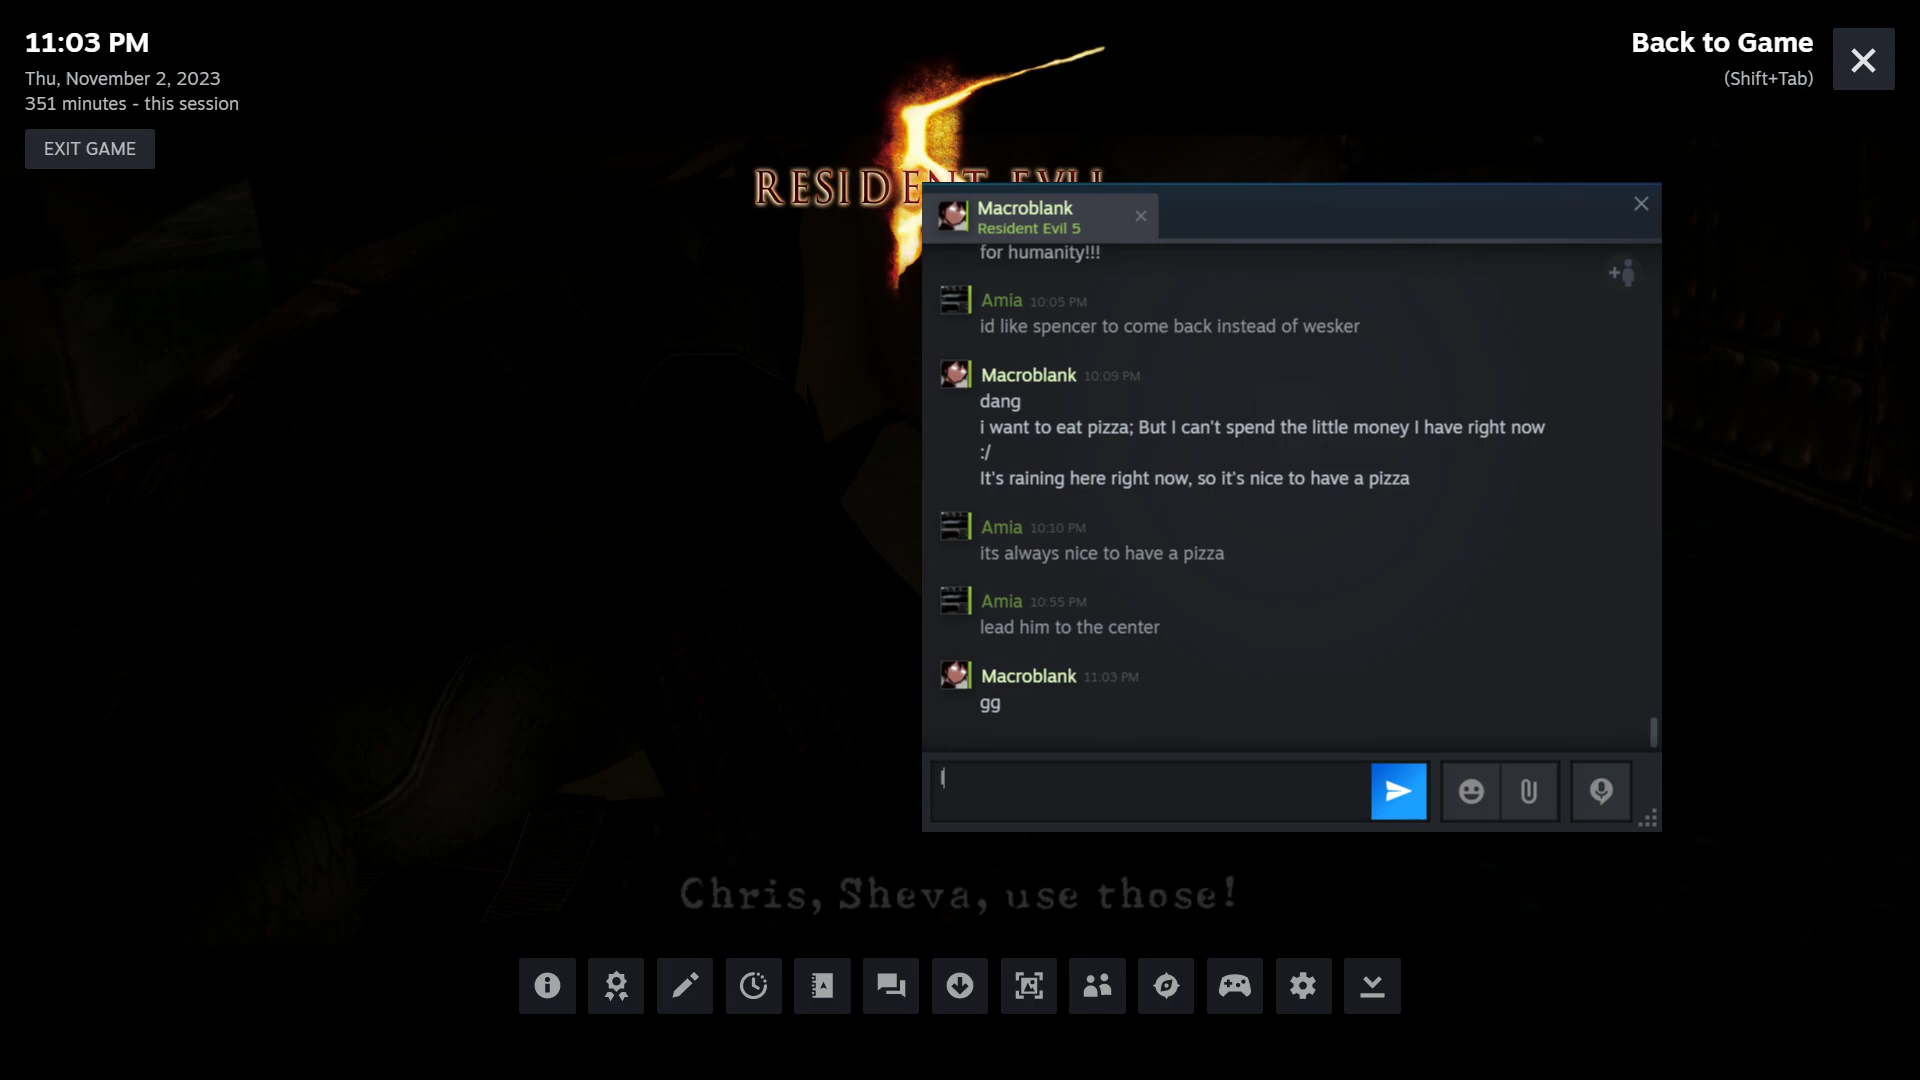 11:03 PM
Thu, November 2, 2023
351 minutes - this session
EXIT GAME
Back to Game
(Shift+Tab)
RESIDENT EVIL
Macroblank
Resident Evil 5
for humanity!!!
Amia 10:05 PM
id like spencer to come back instead of wesker
Macroblank 10:09 PM
dang
i want to eat pizza; But I can't spend the little money I have right now
:/
It's raining here right now, so it's nice to have a pizza
Amia 10:10 PM
its always nice to have a pizza
Amia 10:55 PM
lead him to the center
Macroblank 11:03 PM
gg
Chris, Sheva, use those!